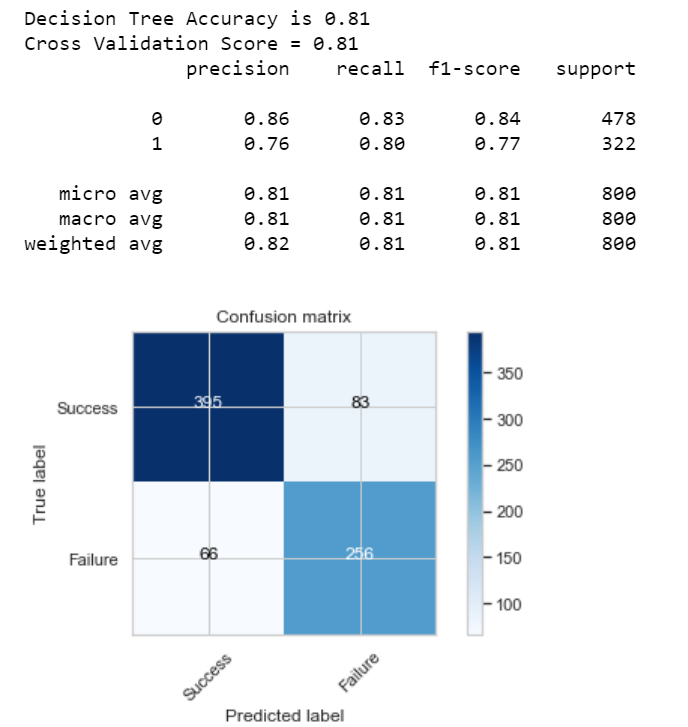 Decision Tree Accuracy is 0.81
Cross Validation Score = 0.81
precision recall f1-score support
0 0.86 0.83 0.84 478
1 0.76 0.80 0.77 322
micro avg 0.81 0.81 0.81 800
macro avg 0.81 0.81 0.81 800
weighted avg 0.82 0.81 0.81 800
Confusion matrix
350
300
250
200
150
100
Success 395 83
Failure 66 256
True label
Success Failure
Predicted label